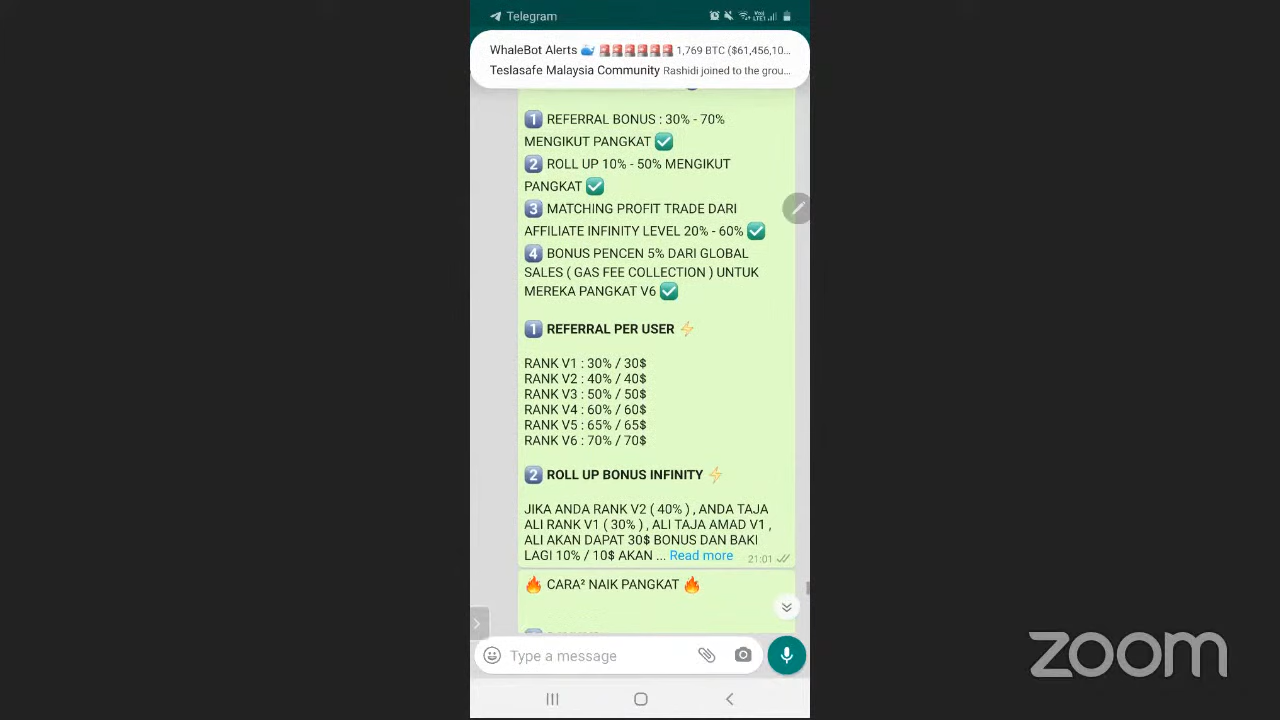 Telegram
WhaleBot Alerts 🐳 🚨🚨🚨🚨🚨🚨 1,769 BTC ($61,456,10...
Teslasafe Malaysia Community Rashidi joined to the grou...
1️⃣ REFERRAL BONUS : 30% - 70%
MENGIKUT PANGKAT ✅
2️⃣ ROLL UP 10% - 50% MENGIKUT
PANGKAT ✅
3️⃣ MATCHING PROFIT TRADE DARI
AFFILIATE INFINITY LEVEL 20% - 60% ✅
4️⃣ BONUS PENCEN 5% DARI GLOBAL
SALES ( GAS FEE COLLECTION ) UNTUK
MEREKA PANGKAT V6 ✅
1️⃣ REFERRAL PER USER ⚡
RANK V1 : 30% / 30$
RANK V2 : 40% / 40$
RANK V3 : 50% / 50$
RANK V4 : 60% / 60$
RANK V5 : 65% / 65$
RANK V6 : 70% / 70$
2️⃣ ROLL UP BONUS INFINITY ⚡
JIKA ANDA RANK V2 ( 40% ) , ANDA TAJA
ALI RANK V1 ( 30% ) , ALI TAJA AMAD V1 ,
ALI AKAN DAPAT 30$ BONUS DAN BAKI
LAGI 10% / 10$ AKAN ... Read more
21:01
🔥 CARA² NAIK PANGKAT 🔥
Type a message
zoom